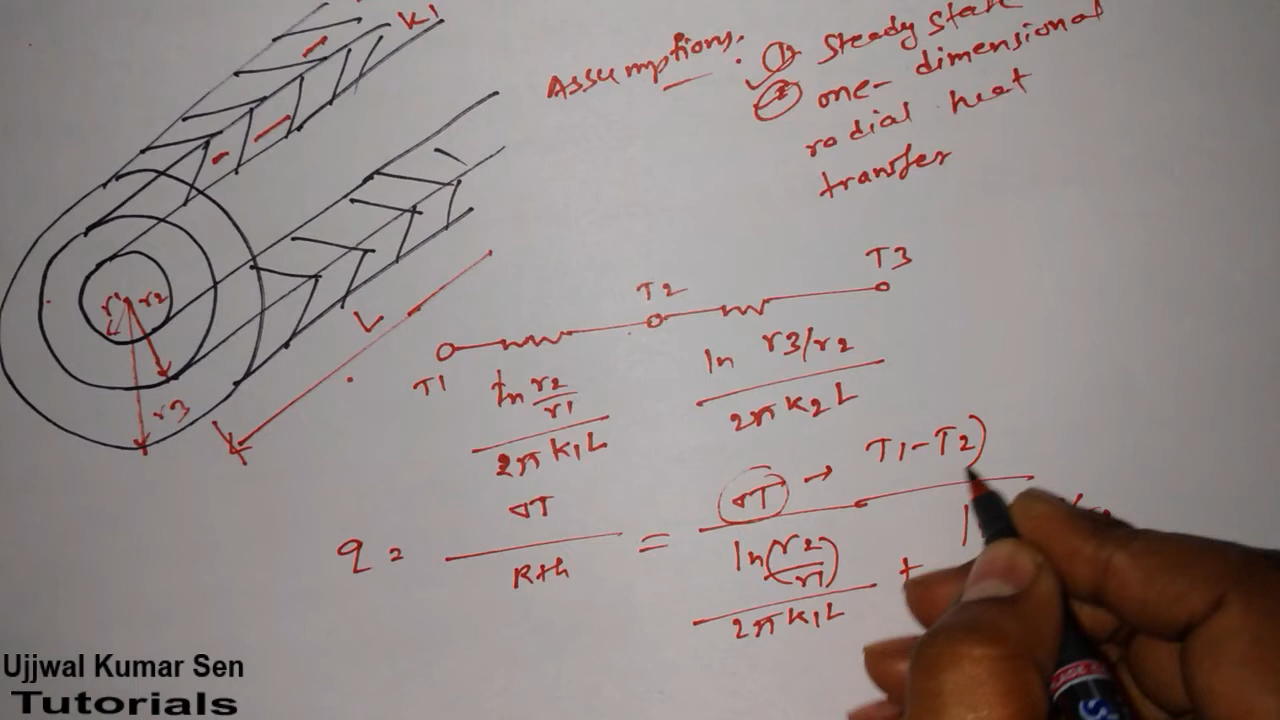 K1
Assumptions.
① Steady state
② one-dimensional
radial heat
transfer
r1 r2
r3
L
T1 T2 T3
ln r2/r1
2π K1 L
ln r3/r2
2π K2 L
q = ΔT / Rth = ΔT → T1-T2)
ln(r2/r1) / 2π K1 L +
Ujjwal Kumar Sen
Tutorials